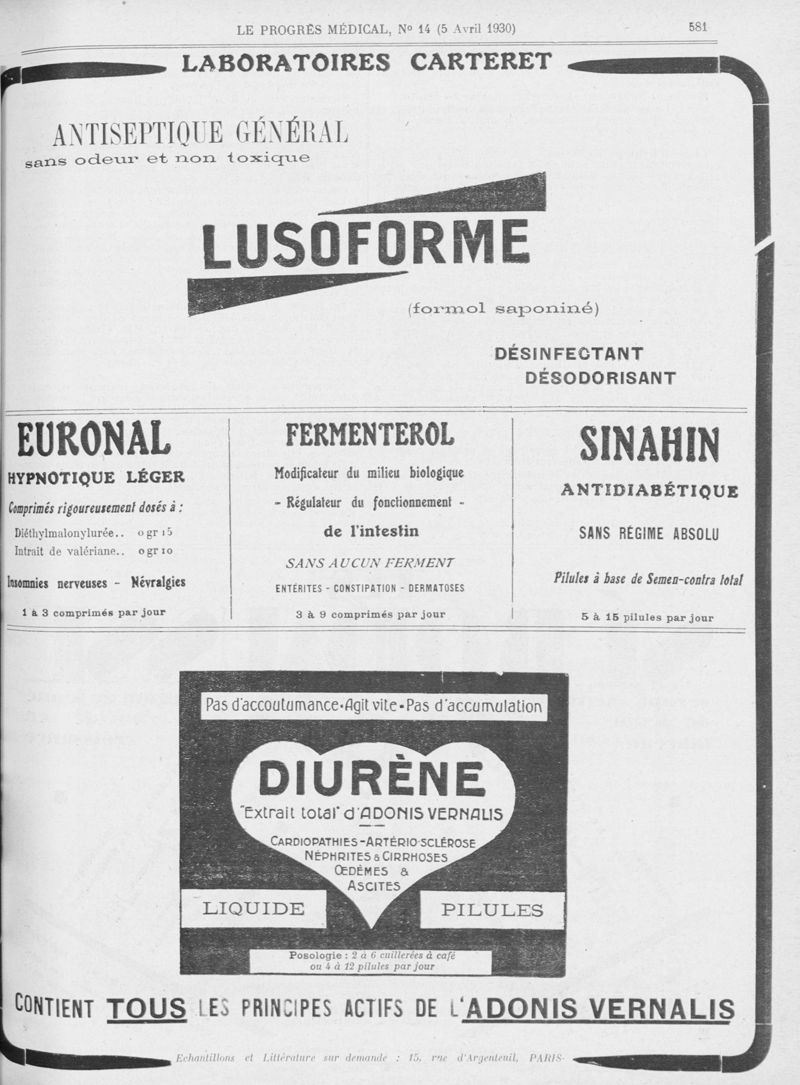 LE PROGRÈS MÉDICAL, Nº 14 (5 Avril 1930) 581
LABORATOIRES CARTERET
ANTISEPTIQUE GÉNÉRAL
sans odeur et non toxique
LUSOFORME
(formol saponiné)
DÉSINFECTANT
DÉSODORISANT
EURONAL
HYPNOTIQUE LÉGER
Comprimés rigoureusement dosés à :
Diéthylmalonylurée.. 0 gr 15
Intrait de valériane.. 0 gr 10
Insomnies nerveuses - Névralgies
1 à 3 comprimés par jour
FERMENTEROL
Modificateur du milieu biologique
- Régulateur du fonctionnement -
de l'intestin
SANS AUCUN FERMENT
ENTÉRITES - CONSTIPATION - DERMATOSES
3 à 9 comprimés par jour
SINAHIN
ANTIDIABÉTIQUE
SANS RÉGIME ABSOLU
Pilules à base de Semen-contra total
5 à 15 pilules par jour
Pas d'accoutumance • Agit vite • Pas d'accumulation
DIURÈNE
"Extrait total" d'ADONIS VERNALIS
CARDIOPATHIES - ARTÉRIO-SCLÉROSE
NÉPHRITES & CIRRHOSES
ŒDÈMES &
ASCITES
LIQUIDE
PILULES
Posologie : 2 à 6 cuillerées à café
ou 4 à 12 pilules par jour
CONTIENT TOUS LES PRINCIPES ACTIFS DE L'ADONIS VERNALIS
Echantillons et Littérature sur demande : 15, rue d'Argenteuil, PARIS-